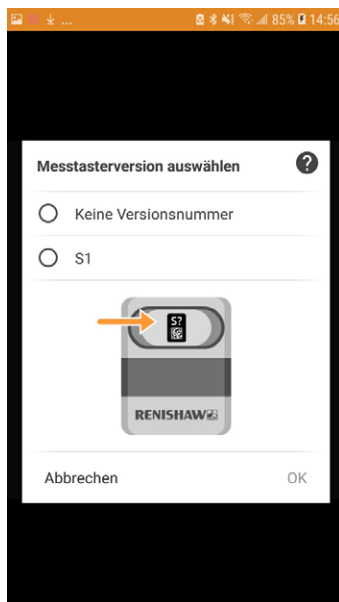 ... 85% 14:56
Messtasterversion auswählen ?
Keine Versionsnummer
S1
S?
RENISHAW
Abbrechen OK